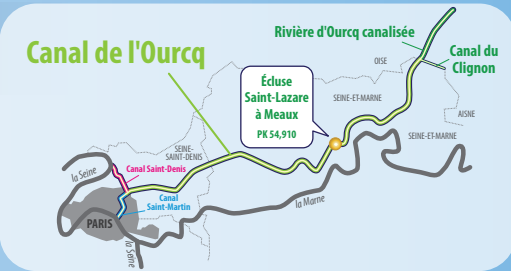 Canal de l'Ourcq
Rivière d'Ourcq canalisée
Canal du
Clignon
OISE
Écluse
Saint-Lazare
à Meaux
PK 54,910
SEINE-ET-MARNE
AISNE
SEINE-ET-MARNE
SEINE-
SAINT-DENIS
la Seine
Canal Saint-Denis
Canal
Saint-Martin
la Marne
PARIS
la Seine